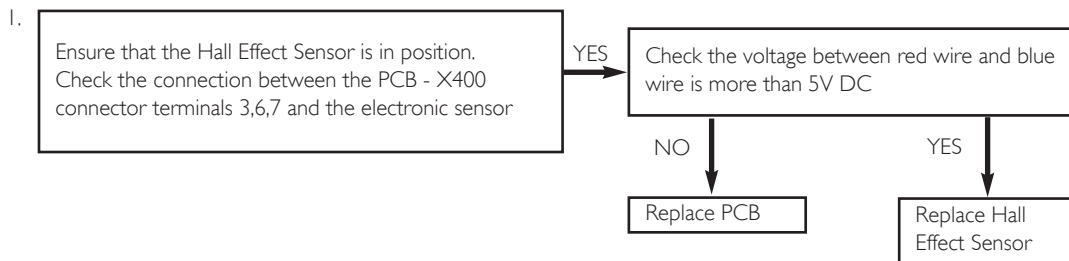 1.
Ensure that the Hall Effect Sensor is in position.
Check the connection between the PCB - X400
connector terminals 3,6,7 and the electronic sensor
YES
Check the voltage between red wire and blue
wire is more than 5V DC
NO
YES
Replace PCB
Replace Hall
Effect Sensor